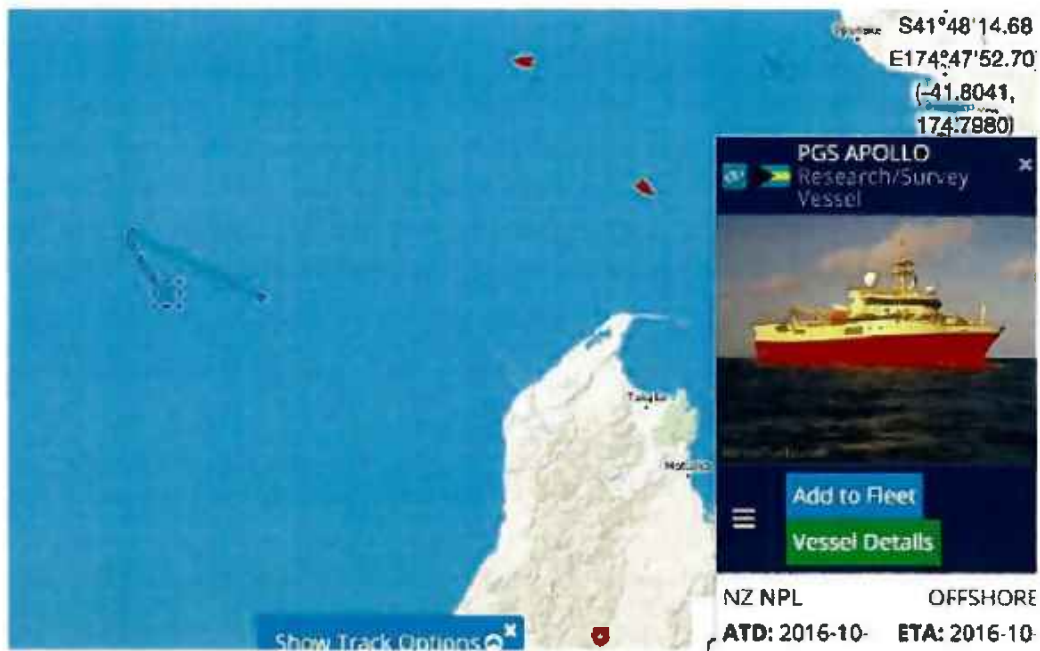 S41°48'14.68
E174°47'52.70
(-41.8041,
174.7980)
PGS APOLLO
Research/Survey
Vessel
Add to Fleet
Vessel Details
NZ NPL OFFSHORE
ATD: 2016-10- ETA: 2016-10-
Show Track Options